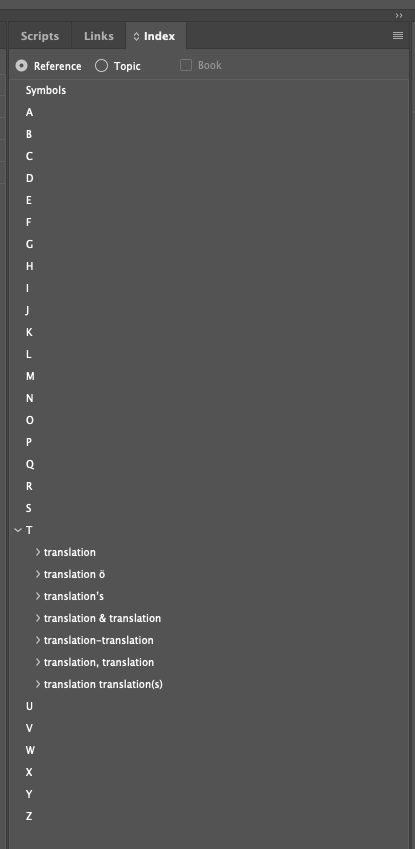 Scripts Links Index
Reference Topic Book
Symbols
A
B
C
D
E
F
G
H
I
J
K
L
M
N
O
P
Q
R
S
T
translation
translation ö
translation's
translation & translation
translation-translation
translation, translation
translation translation(s)
U
V
W
X
Y
Z